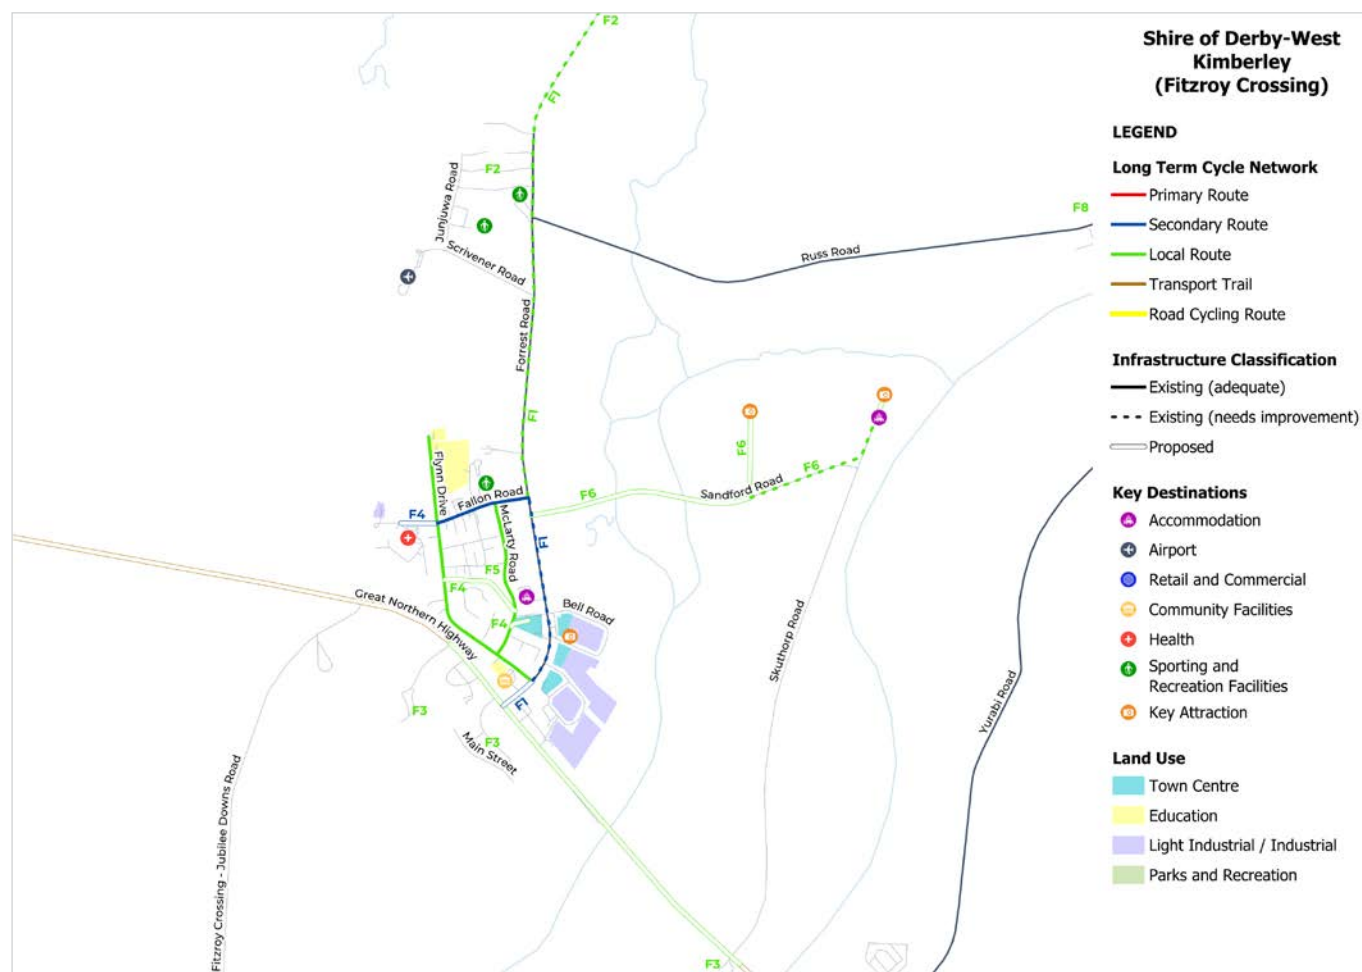 Shire of Derby-West
Kimberley
(Fitzroy Crossing)
LEGEND
Long Term Cycle Network
Primary Route
Secondary Route
Local Route
Transport Trail
Road Cycling Route
Infrastructure Classification
Existing (adequate)
Existing (needs improvement)
Proposed
Key Destinations
Accommodation
Airport
Retail and Commercial
Community Facilities
Health
Sporting and
Recreation Facilities
Key Attraction
Land Use
Town Centre
Education
Light Industrial / Industrial
Parks and Recreation
F2
F1
F2
Junjuwa Road
Scrivener Road
F8
Russ Road
Forrest Road
F1
F6
F6
Sandford Road
F6
Flynn Drive
Fallon Road
F4
McLarty Road
F1
F5
F4
Great Northern Highway
Bell Road
F4
Skuthorp Road
F1
F3
F3
Main Street
Yurabi Road
Fitzroy Crossing - Jubilee Downs Road
F3